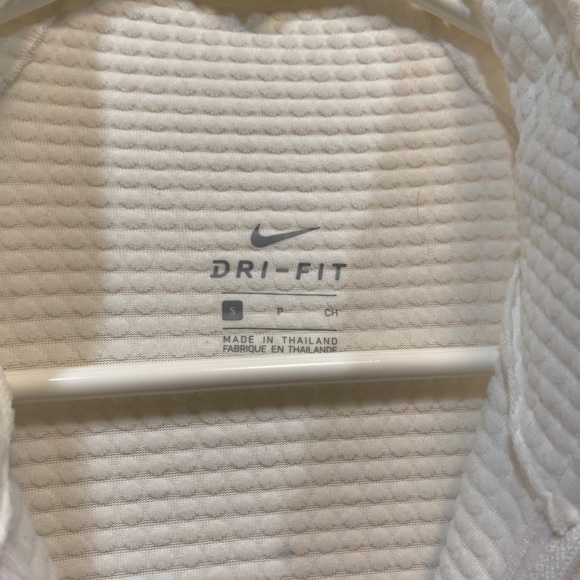 DRI-FIT
S P CH
MADE IN THAILAND
FABRIQUE EN THAILANDE